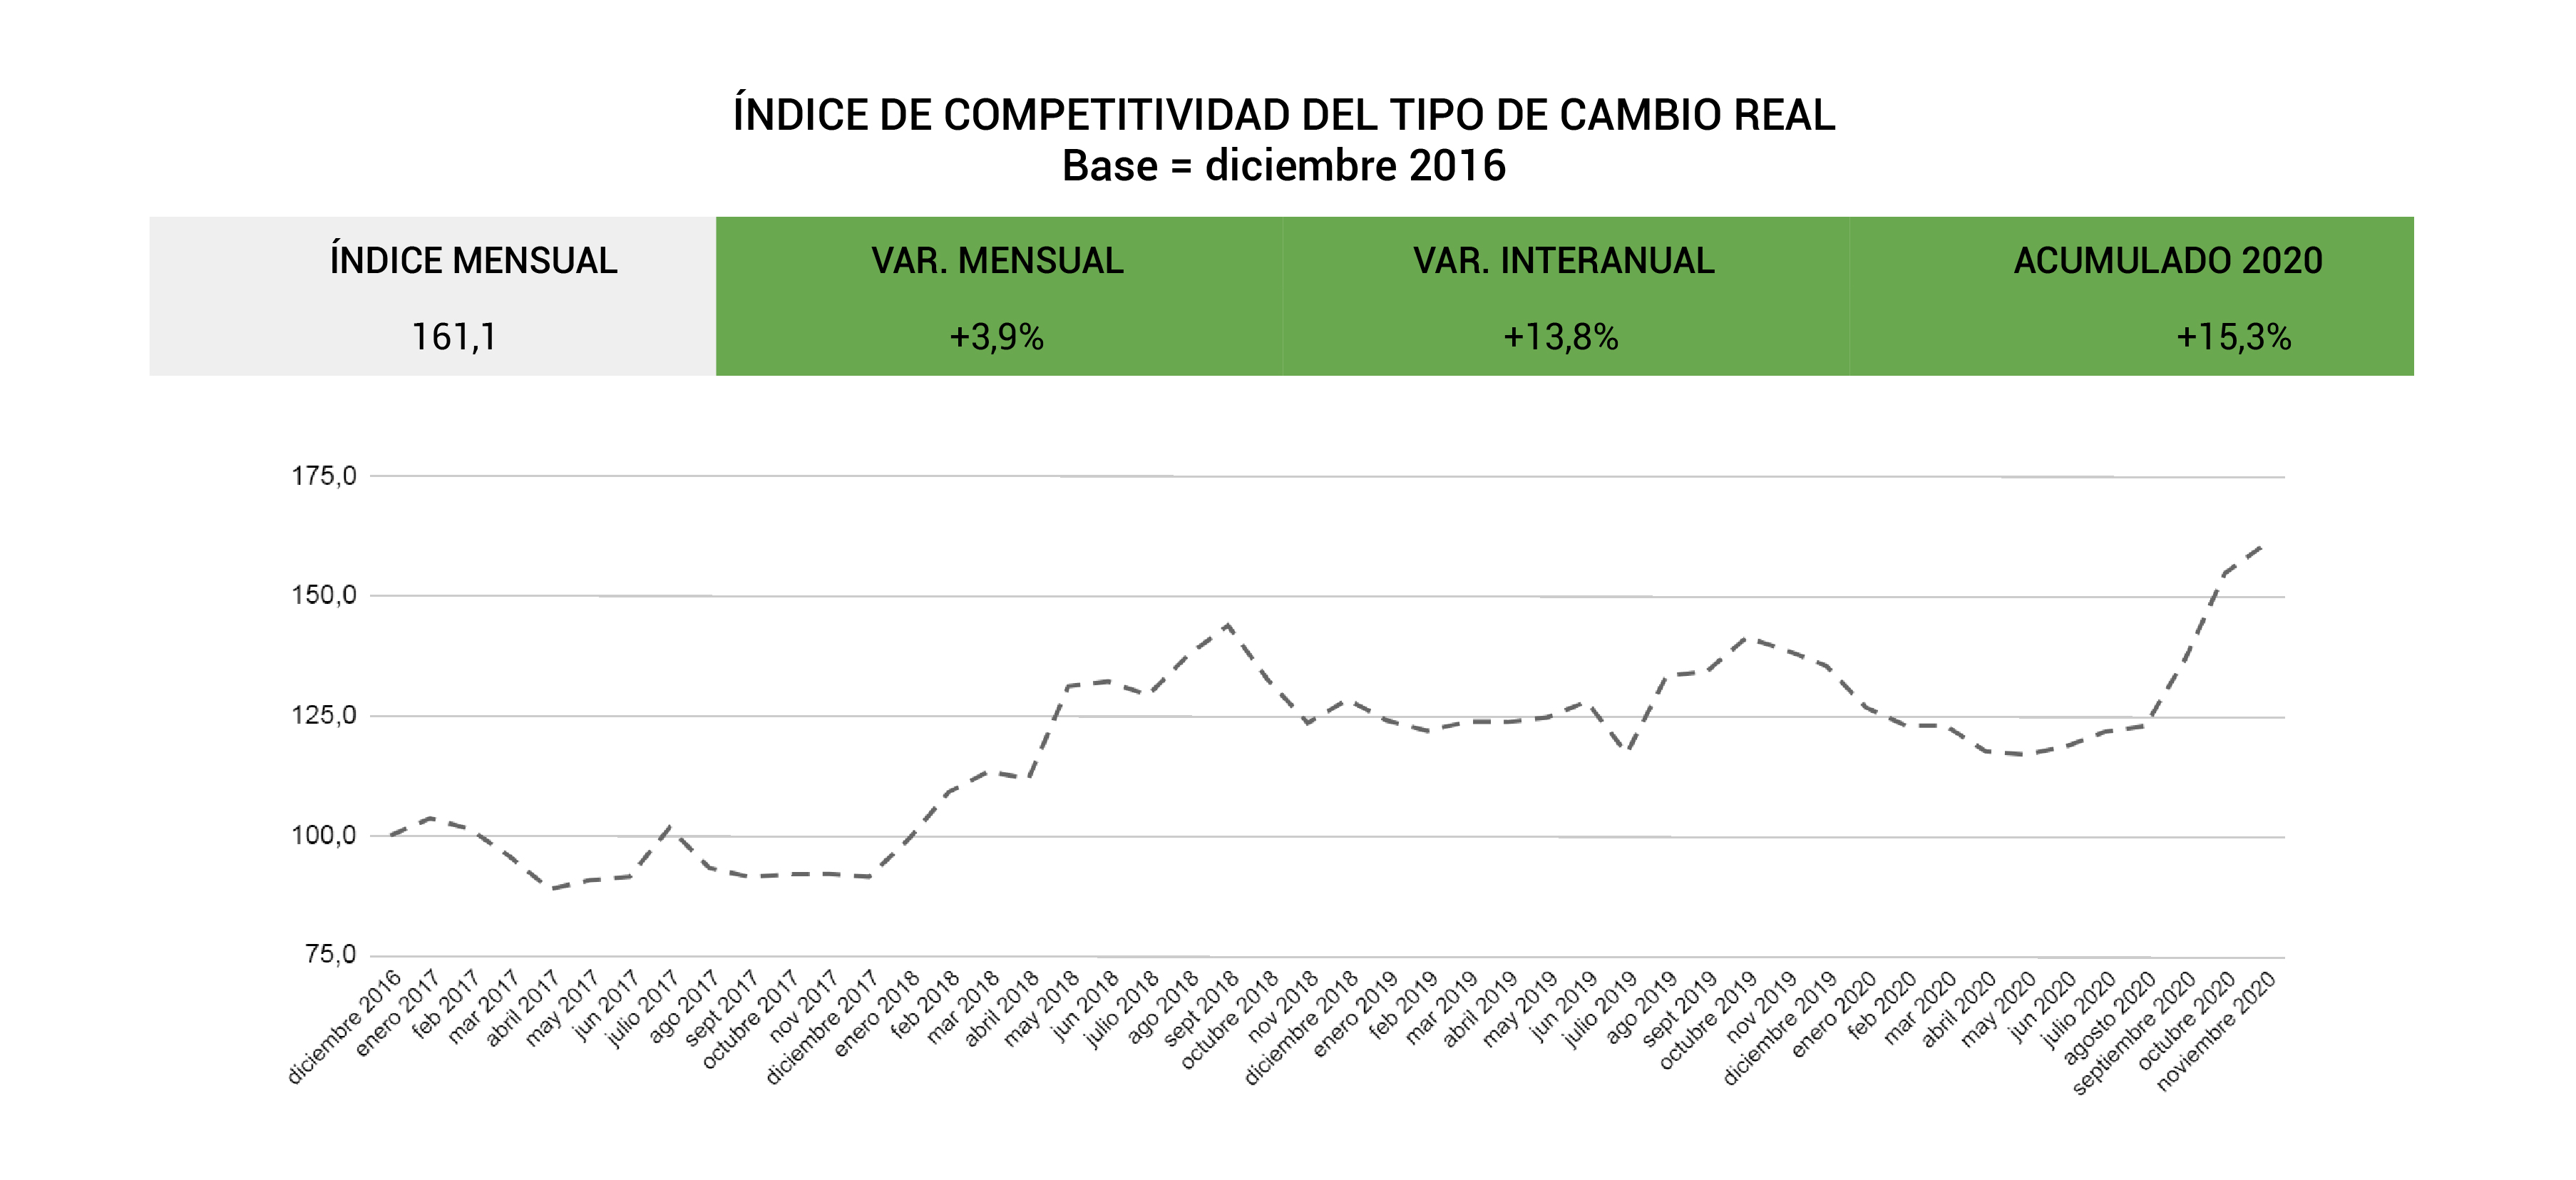 ÍNDICE DE COMPETITIVIDAD DEL TIPO DE CAMBIO REAL
Base = diciembre 2016
ÍNDICE MENSUAL
VAR. MENSUAL
VAR. INTERANUAL
ACUMULADO 2020
161,1
+3,9%
+13,8%
+15,3%
175,0
150,0
125,0
100,0
75,0
diciembre 2016
enero 2017
feb 2017
mar 2017
abril 2017
may 2017
jun 2017
julio 2017
ago 2017
sept 2017
octubre 2017
nov 2017
diciembre 2017
enero 2018
feb 2018
mar 2018
abril 2018
may 2018
jun 2018
julio 2018
ago 2018
sept 2018
octubre 2018
nov 2018
diciembre 2018
enero 2019
feb 2019
mar 2019
abril 2019
may 2019
jun 2019
julio 2019
ago 2019
sept 2019
octubre 2019
nov 2019
diciembre 2019
enero 2020
feb 2020
mar 2020
abril 2020
may 2020
jun 2020
julio 2020
agosto 2020
septiembre 2020
octubre 2020
noviembre 2020